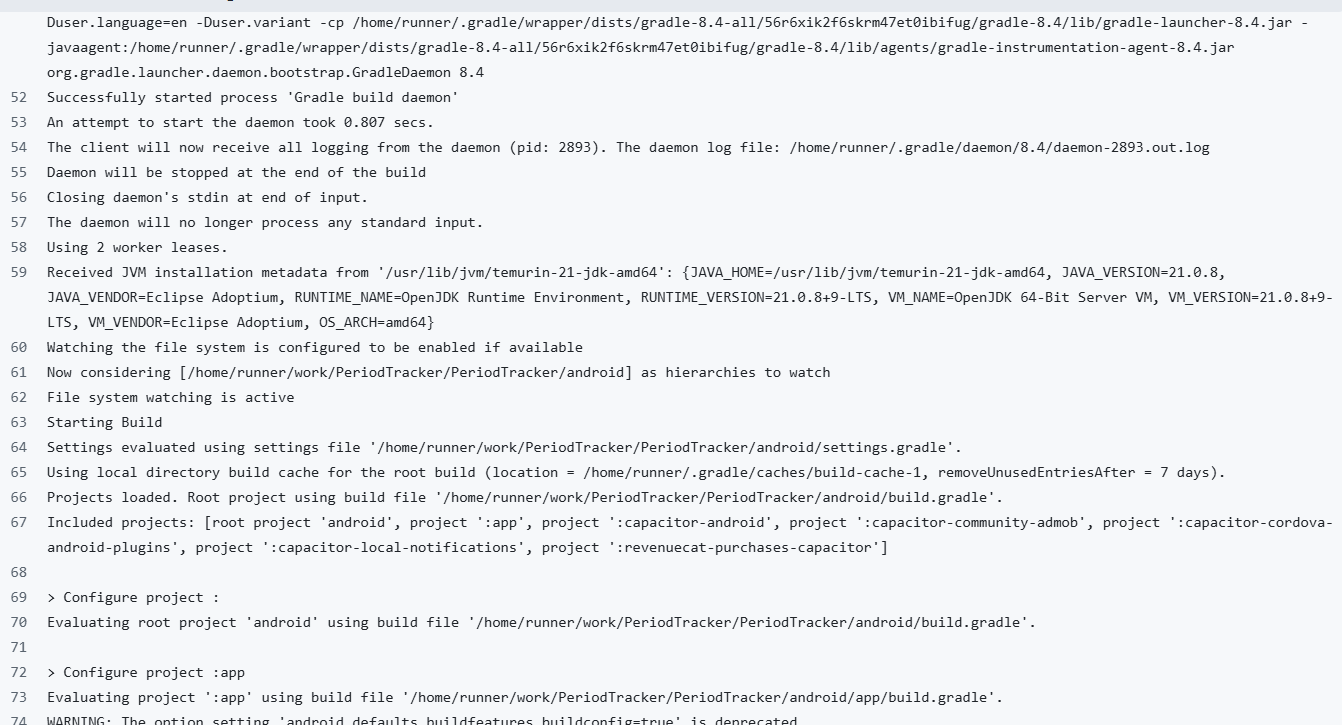 Duser.language=en -Duser.variant -cp /home/runner/.gradle/wrapper/dists/gradle-8.4-all/56r6xik2f6skrm47et0ibifug/gradle-8.4/lib/gradle-launcher-8.4.jar -
javaagent:/home/runner/.gradle/wrapper/dists/gradle-8.4-all/56r6xik2f6skrm47et0ibifug/gradle-8.4/lib/agents/gradle-instrumentation-agent-8.4.jar
org.gradle.launcher.daemon.bootstrap.GradleDaemon 8.4
52 Successfully started process 'Gradle build daemon'
53 An attempt to start the daemon took 0.807 secs.
54 The client will now receive all logging from the daemon (pid: 2893). The daemon log file: /home/runner/.gradle/daemon/8.4/daemon-2893.out.log
55 Daemon will be stopped at the end of the build
56 Closing daemon's stdin at end of input.
57 The daemon will no longer process any standard input.
58 Using 2 worker leases.
59 Received JVM installation metadata from '/usr/lib/jvm/temurin-21-jdk-amd64': {JAVA_HOME=/usr/lib/jvm/temurin-21-jdk-amd64, JAVA_VERSION=21.0.8,
JAVA_VENDOR=Eclipse Adoptium, RUNTIME_NAME=OpenJDK Runtime Environment, RUNTIME_VERSION=21.0.8+9-LTS, VM_NAME=OpenJDK 64-Bit Server VM, VM_VERSION=21.0.8+9-
LTS, VM_VENDOR=Eclipse Adoptium, OS_ARCH=amd64}
60 Watching the file system is configured to be enabled if available
61 Now considering [/home/runner/work/PeriodTracker/PeriodTracker/android] as hierarchies to watch
62 File system watching is active
63 Starting Build
64 Settings evaluated using settings file '/home/runner/work/PeriodTracker/PeriodTracker/android/settings.gradle'.
65 Using local directory build cache for the root build (location = /home/runner/.gradle/caches/build-cache-1, removeUnusedEntriesAfter = 7 days).
66 Projects loaded. Root project using build file '/home/runner/work/PeriodTracker/PeriodTracker/android/build.gradle'.
67 Included projects: [root project 'android', project ':app', project ':capacitor-android', project ':capacitor-community-admob', project ':capacitor-cordova-
android-plugins', project ':capacitor-local-notifications', project ':revenuecat-purchases-capacitor']
68
69 > Configure project :
70 Evaluating root project 'android' using build file '/home/runner/work/PeriodTracker/PeriodTracker/android/build.gradle'.
71
72 > Configure project :app
73 Evaluating project ':app' using build file '/home/runner/work/PeriodTracker/PeriodTracker/android/app/build.gradle'.
74 WARNING: The option setting 'android.defaults.buildfeatures.buildconfig=true' is deprecated.